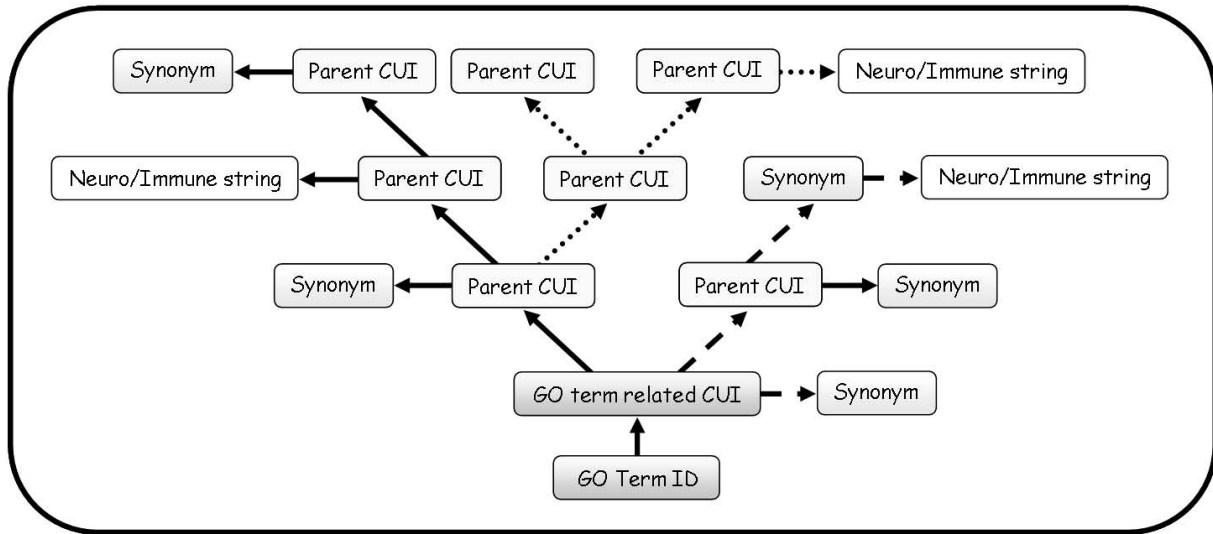 Synonym
Parent CUI
Parent CUI
Parent CUI
Neuro/Immune string
Neuro/Immune string
Parent CUI
Parent CUI
Synonym
Neuro/Immune string
Synonym
Parent CUI
Parent CUI
Synonym
GO term related CUI
Synonym
GO Term ID